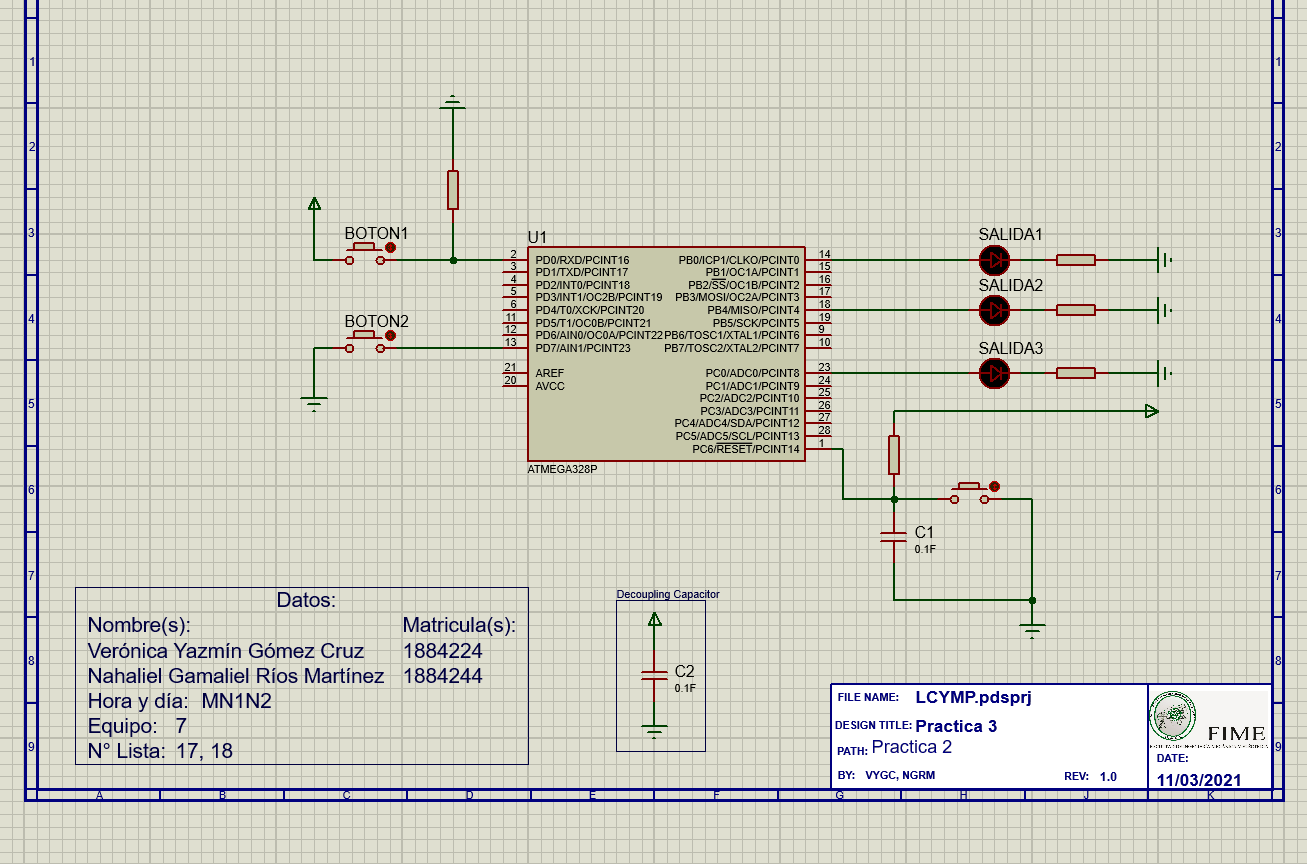 1
1
2
2
3
3
4
4
5
5
6
6
7
7
8
8
9
9
BOTON1
BOTON2
U1
2
3
4
5
6
11
12
13
21
20
PD0/RXD/PCINT16
PD1/TXD/PCINT17
PD2/INT0/PCINT18
PD3/INT1/OC2B/PCINT19
PD4/T0/XCK/PCINT20
PD5/T1/OC0B/PCINT21
PD6/AIN0/OC0A/PCINT22
PD7/AIN1/PCINT23
AREF
AVCC
PB0/ICP1/CLKO/PCINT0
PB1/OC1A/PCINT1
PB2/SS/OC1B/PCINT2
PB3/MOSI/OC2A/PCINT3
PB4/MISO/PCINT4
PB5/SCK/PCINT5
PB6/TOSC1/XTAL1/PCINT6
PB7/TOSC2/XTAL2/PCINT7
PC0/ADC0/PCINT8
PC1/ADC1/PCINT9
PC2/ADC2/PCINT10
PC3/ADC3/PCINT11
PC4/ADC4/SDA/PCINT12
PC5/ADC5/SCL/PCINT13
PC6/RESET/PCINT14
14
15
16
17
18
19
9
10
23
24
25
26
27
28
1
ATMEGA328P
SALIDA1
SALIDA2
SALIDA3
C1
0.1F
Datos:
Nombre(s): Matricula(s):
Verónica Yazmín Gómez Cruz 1884224
Nahaliel Gamaliel Ríos Martínez 1884244
Hora y día: MN1N2
Equipo: 7
N° Lista: 17, 18
Decoupling Capacitor
C2
0.1F
FILE NAME: LCYMP.pdsprj
DESIGN TITLE: Practica 3
PATH: Practica 2
BY: VYGC, NGRM REV: 1.0
FIME
DATE:
11/03/2021
A B C D E F G H J K